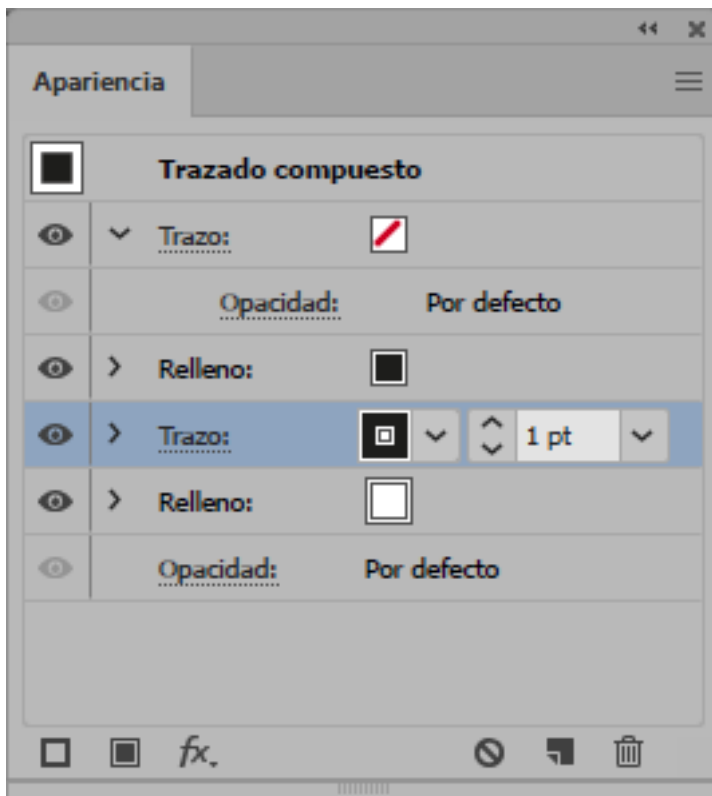 Apariencia
Trazado compuesto
Trazo:
Opacidad: Por defecto
Relleno:
Trazo: 1 pt
Relleno:
Opacidad: Por defecto
fx.